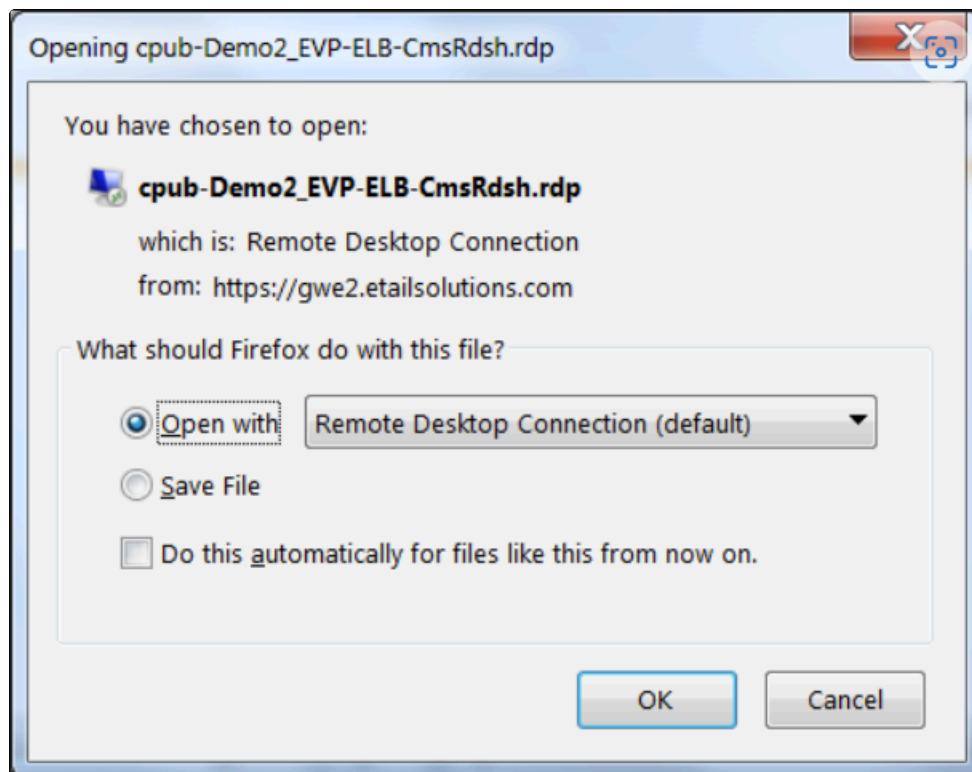 Opening cpub-Demo2_EVP-ELB-CmsRdsh.rdp
You have chosen to open:
cpub-Demo2_EVP-ELB-CmsRdsh.rdp
which is: Remote Desktop Connection
from: https://gwe2.etailsolutions.com
What should Firefox do with this file?
Open with Remote Desktop Connection (default)
Save File
Do this automatically for files like this from now on.
OK Cancel